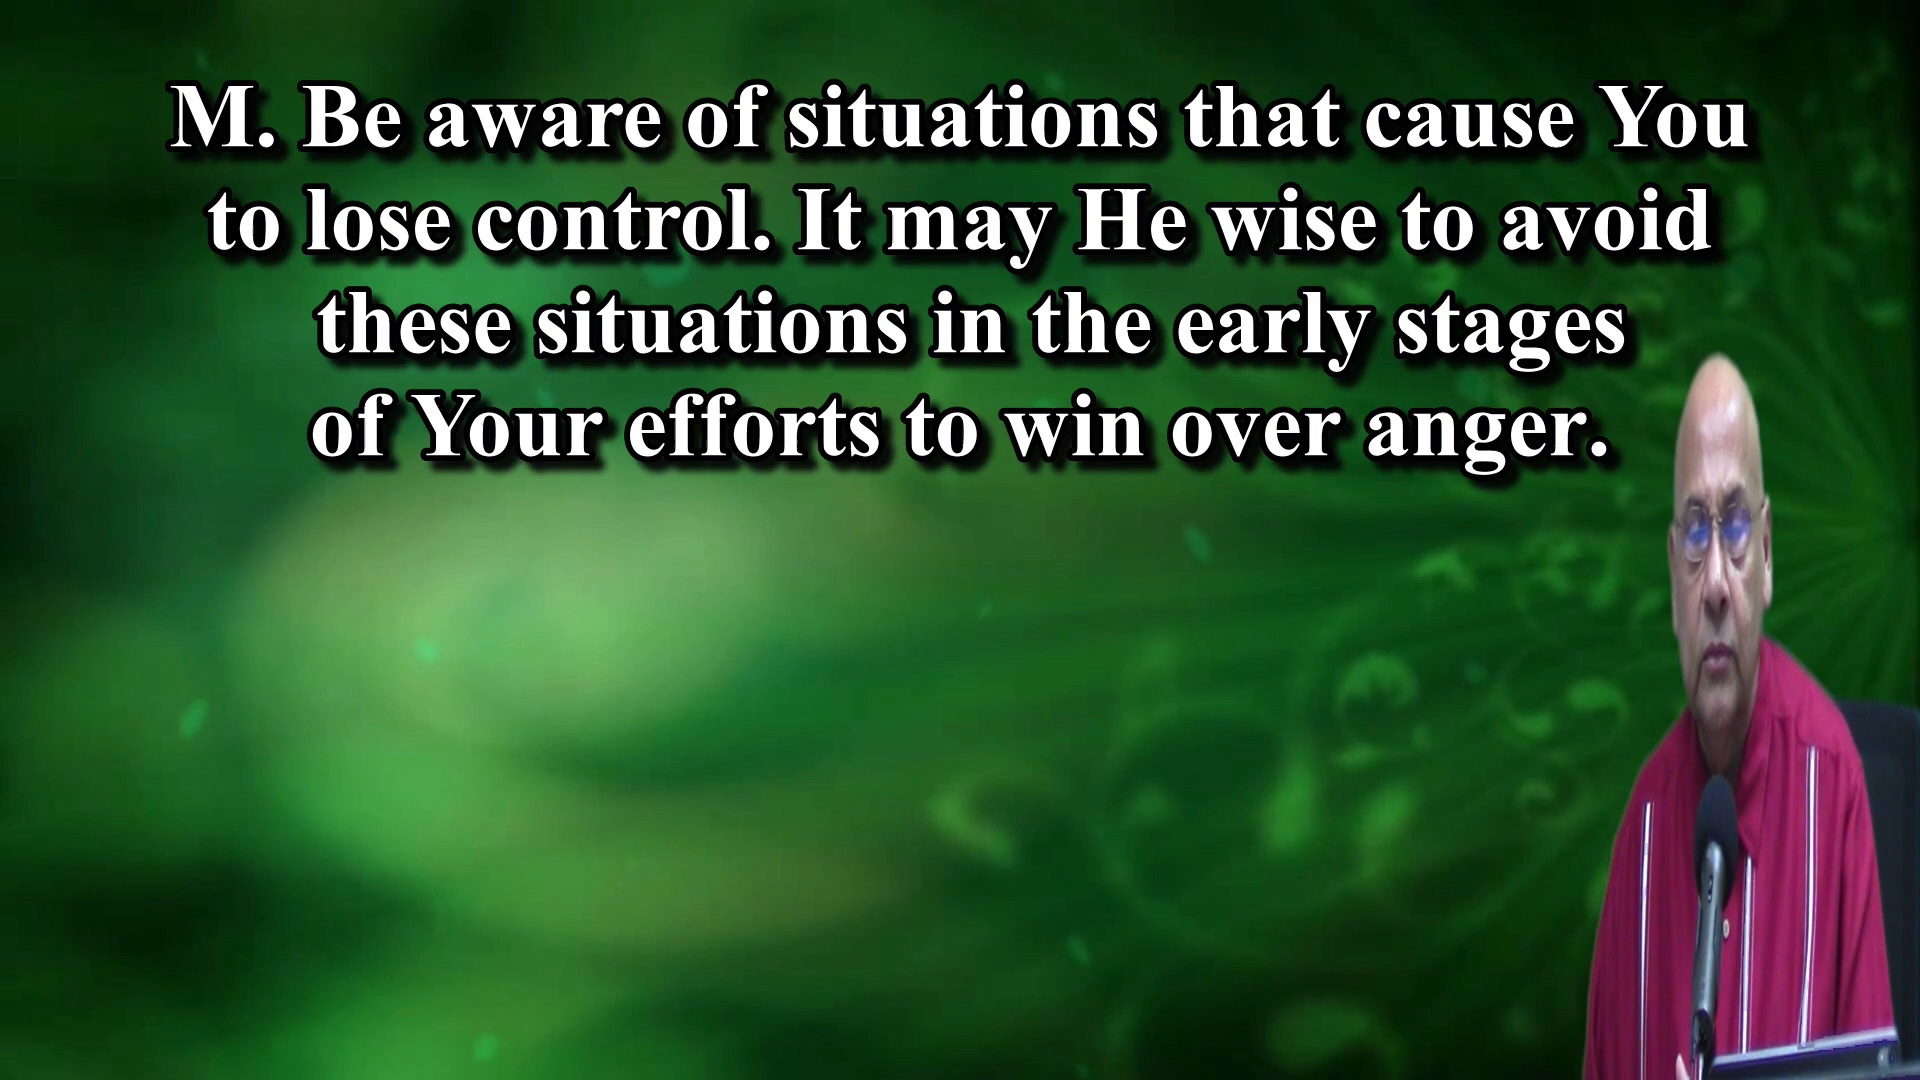 M. Be aware of situations that cause You
to lose control. It may He wise to avoid
these situations in the early stages
of Your efforts to win over anger.